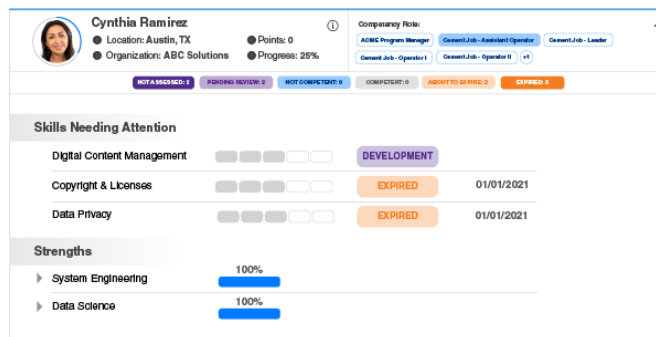 Cynthia Ramirez
Location: Austin, TX
Points: 0
Organization: ABC Solutions
Progress: 25%
Competency Role:
ACME Program Manager
Cement Job - Assistant Operator
Cement Job - Leader
Cement Job - Operator I
Cement Job - Operator II
+1
NOT ASSESSED: 2
PENDING REVIEW: 2
NOT COMPETENT: 0
COMPETENT: 0
ABOUT TO EXPIRE: 2
EXPIRED: 2
Skills Needing Attention
Digital Content Management
DEVELOPMENT
Copyright & Licenses
EXPIRED
01/01/2021
Data Privacy
EXPIRED
01/01/2021
Strengths
System Engineering
100%
Data Science
100%